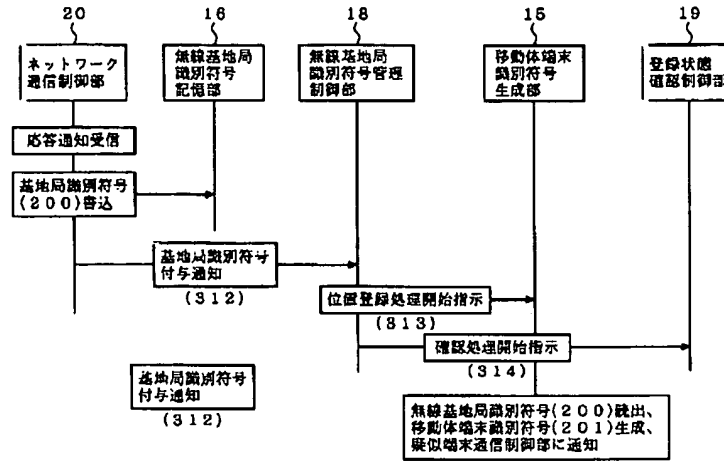 20 16 18 15 19
ネットワーク
通信制御部
無線基地局
識別符号
記憶部
無線基地局
識別符号管理
制御部
移動体端末
識別符号
生成部
登録状態
確認制御部
応答通知受信
基地局識別符号
(200)書込
基地局識別符号
付与通知
(312)
位置登録処理開始指示
(313)
確認処理開始指示
(314)
基地局識別符号
付与通知
(312)
無線基地局識別符号(200)読出、
移動体端末識別符号(201)生成、
疑似端末通信制御部に通知